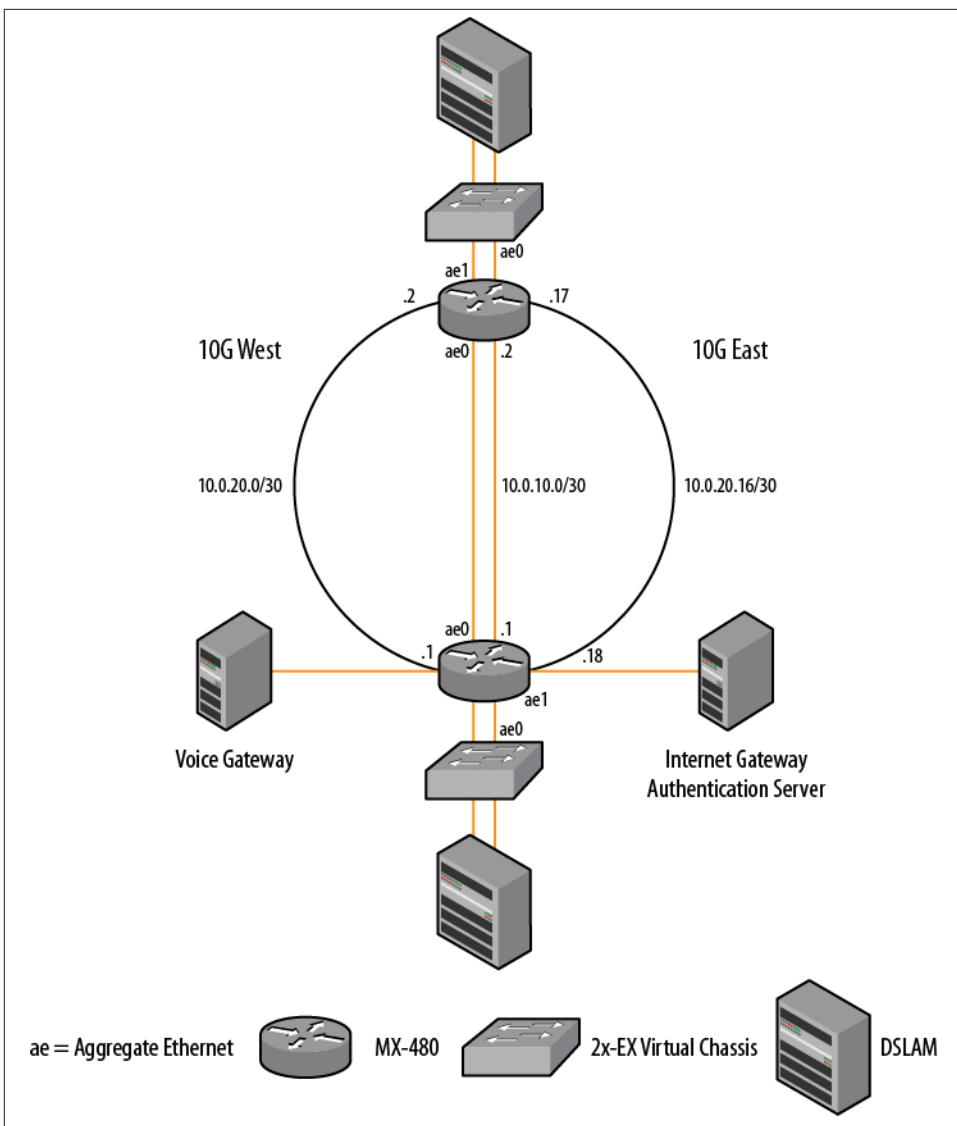 ae0
ae1
.2
.17
10G West
ae0
.2
10G East
10.0.20.0/30
10.0.10.0/30
10.0.20.16/30
ae0
.1
.1
.18
ae1
Voice Gateway
ae0
Internet Gateway
Authentication Server
ae = Aggregate Ethernet
MX-480
2x-EX Virtual Chassis
DSLAM